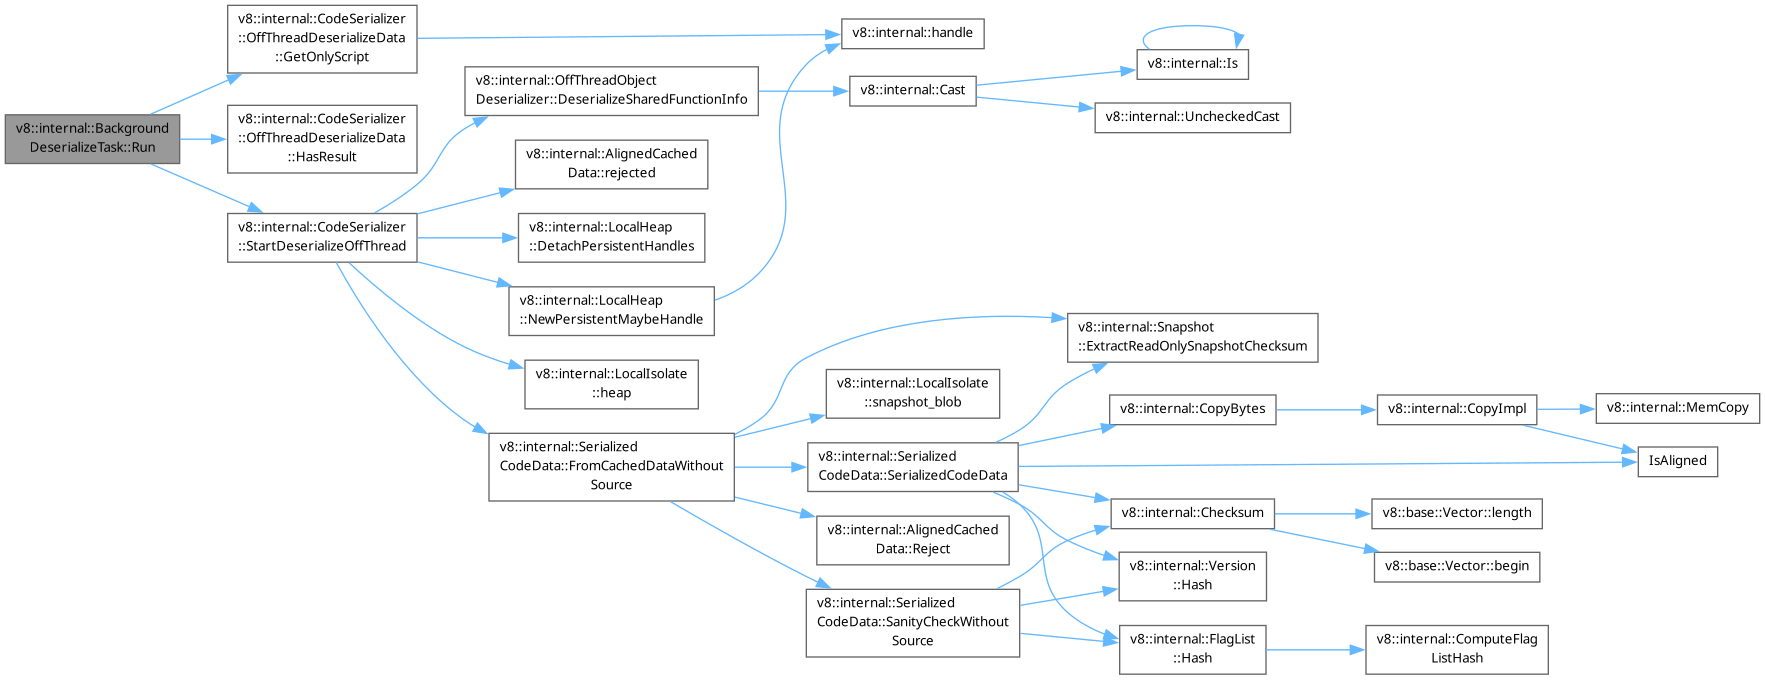 v8::internal::Background
DeserializeTask::Run
v8::internal::CodeSerializer
::OffThreadDeserializeData
::GetOnlyScript
v8::internal::CodeSerializer
::OffThreadDeserializeData
::HasResult
v8::internal::CodeSerializer
::StartDeserializeOffThread
v8::internal::OffThreadObject
Deserializer::DeserializeSharedFunctionInfo
v8::internal::AlignedCached
Data::rejected
v8::internal::LocalHeap
::DetachPersistentHandles
v8::internal::LocalHeap
::NewPersistentMaybeHandle
v8::internal::LocalIsolate
::heap
v8::internal::Serialized
CodeData::FromCachedDataWithout
Source
v8::internal::handle
v8::internal::Cast
v8::internal::LocalIsolate
::snapshot_blob
v8::internal::Serialized
CodeData::SerializedCodeData
v8::internal::AlignedCached
Data::Reject
v8::internal::Serialized
CodeData::SanityCheckWithout
Source
v8::internal::Is
v8::internal::UncheckedCast
v8::internal::Snapshot
::ExtractReadOnlySnapshotChecksum
v8::internal::CopyBytes
v8::internal::Checksum
v8::internal::Version
::Hash
v8::internal::FlagList
::Hash
v8::internal::CopyImpl
v8::base::Vector::length
v8::base::Vector::begin
v8::internal::ComputeFlag
ListHash
v8::internal::MemCopy
IsAligned